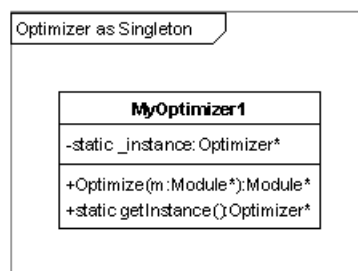 Optimizer as Singleton
MyOptimizer1
-static _instance: Optimizer*
+Optimize(m:Module*):Module*
+static getInstance():Optimizer*